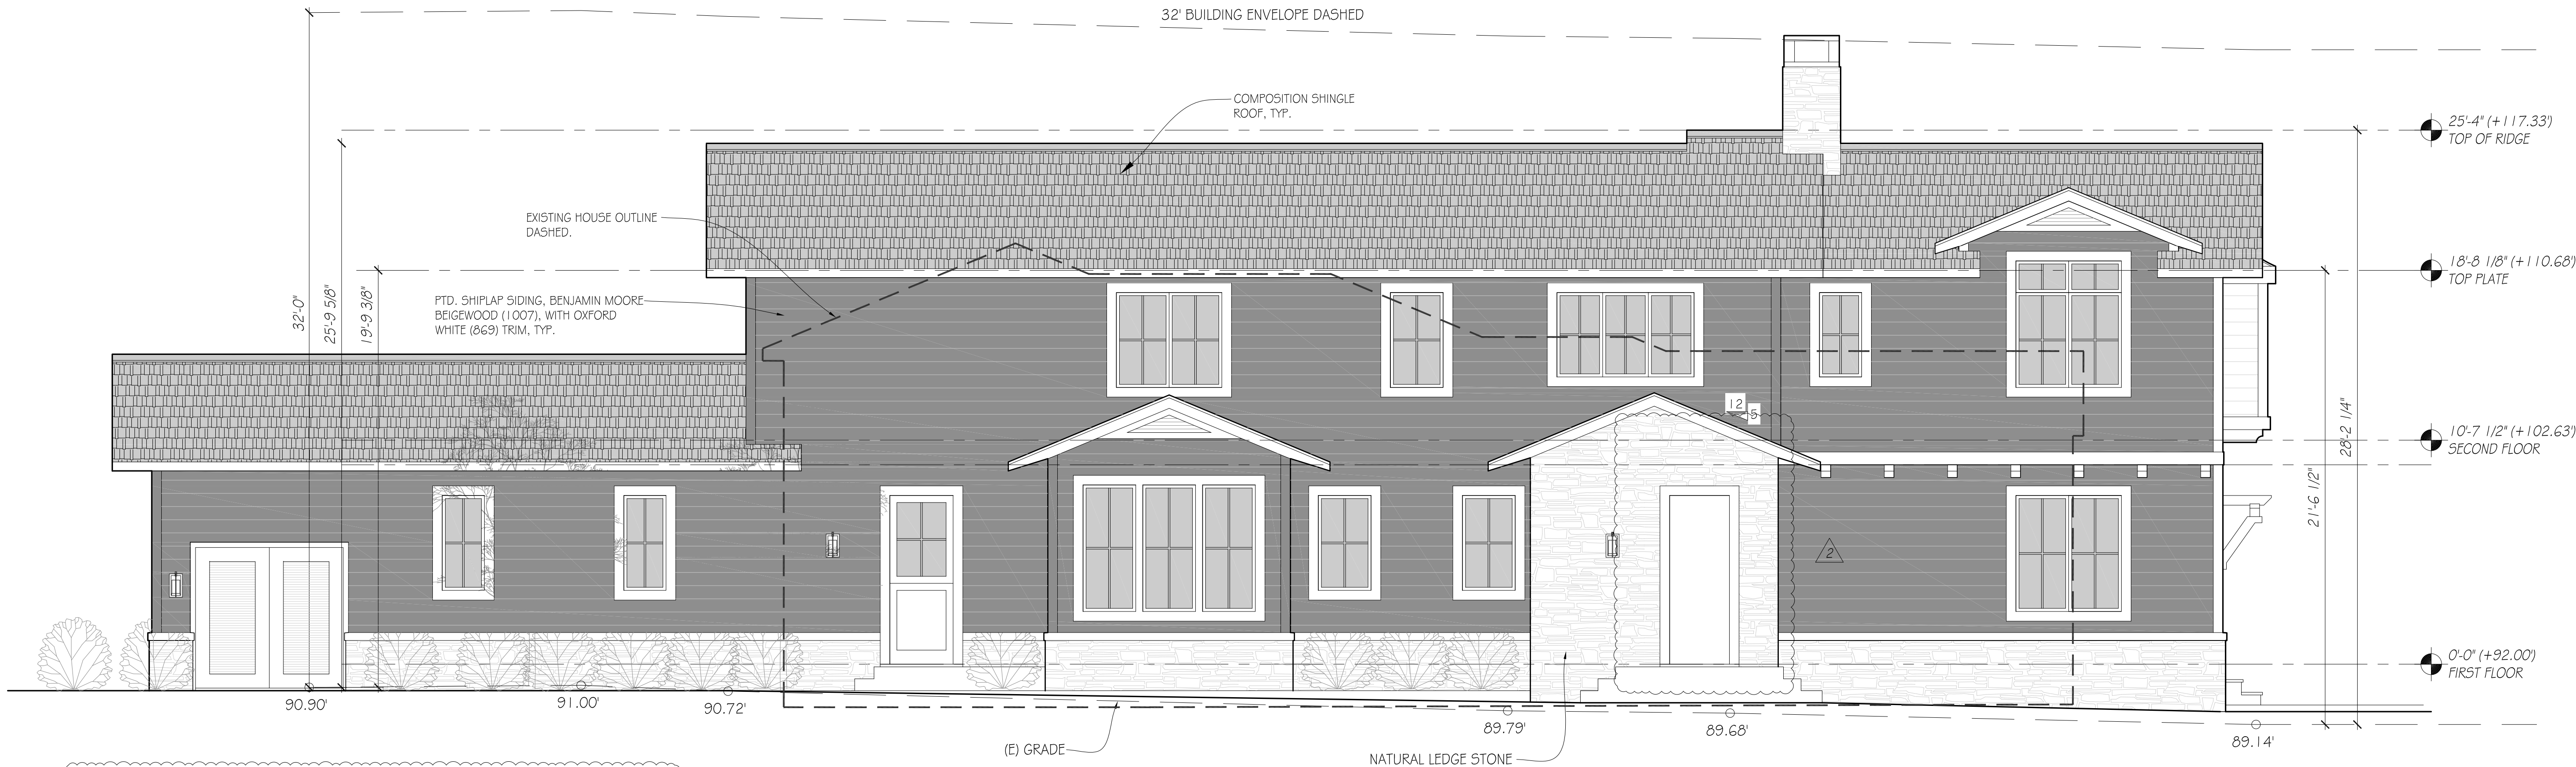 32' BUILDING ENVELOPE DASHED
COMPOSITION SHINGLE
ROOF, TYP.
25'-4" (+117.33')
TOP OF RIDGE
EXISTING HOUSE OUTLINE
DASHED.
18'-8 1/8" (+110.68')
TOP PLATE
32'-0"
25'-9 5/8"
19'-9 3/8"
PTD. SHIPLAP SIDING, BENJAMIN MOORE
BEIGEWOOD (1007), WITH OXFORD
WHITE (869) TRIM, TYP.
12
5
28'-2 1/4"
21'-6 1/2"
10'-7 1/2" (+102.63')
SECOND FLOOR
2
0'-0" (+92.00')
FIRST FLOOR
90.90'
91.00'
90.72'
89.79'
89.68'
89.14'
(E) GRADE
NATURAL LEDGE STONE